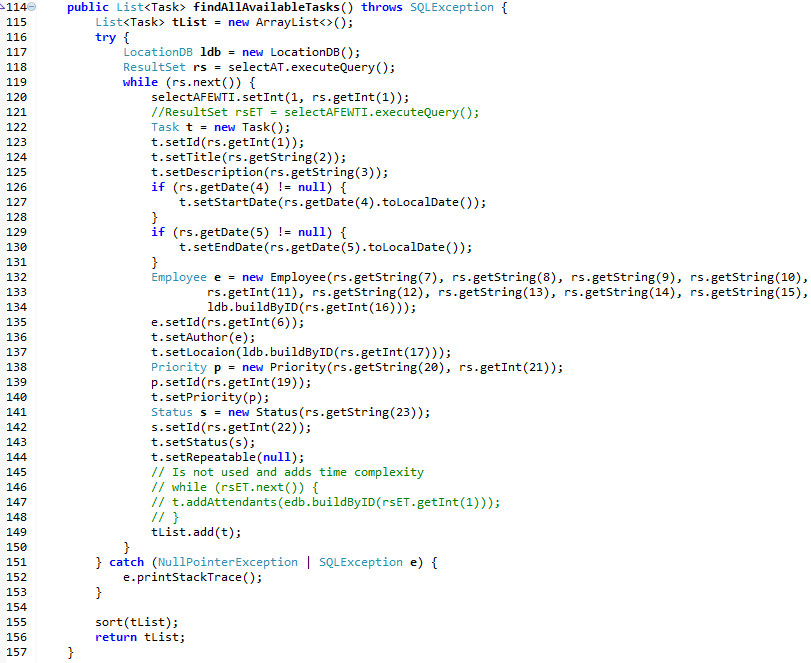 114 public List<Task> findAllAvailableTasks() throws SQLException {
115 List<Task> tList = new ArrayList<>();
116 try {
117 LocationDB ldb = new LocationDB();
118 ResultSet rs = selectAT.executeQuery();
119 while (rs.next()) {
120 selectAFEWTI.setInt(1, rs.getInt(1));
121 //ResultSet rsET = selectAFEWTI.executeQuery();
122 Task t = new Task();
123 t.setId(rs.getInt(1));
124 t.setTitle(rs.getString(2));
125 t.setDescription(rs.getString(3));
126 if (rs.getDate(4) != null) {
127 t.setStartDate(rs.getDate(4).toLocalDate());
128 }
129 if (rs.getDate(5) != null) {
130 t.setEndDate(rs.getDate(5).toLocalDate());
131 }
132 Employee e = new Employee(rs.getString(7), rs.getString(8), rs.getString(9), rs.getString(10),
133 rs.getInt(11), rs.getString(12), rs.getString(13), rs.getString(14), rs.getString(15),
134 ldb.buildByID(rs.getInt(16)));
135 e.setId(rs.getInt(6));
136 t.setAuthor(e);
137 t.setLocaion(ldb.buildByID(rs.getInt(17)));
138 Priority p = new Priority(rs.getString(20), rs.getInt(21));
139 p.setId(rs.getInt(19));
140 t.setPriority(p);
141 Status s = new Status(rs.getString(23));
142 s.setId(rs.getInt(22));
143 t.setStatus(s);
144 t.setRepeatable(null);
145 // Is not used and adds time complexity
146 // while (rsET.next()) {
147 // t.addAttendants(edb.buildByID(rsET.getInt(1)));
148 // }
149 tList.add(t);
150 }
151 } catch (NullPointerException | SQLException e) {
152 e.printStackTrace();
153 }
154
155 sort(tList);
156 return tList;
157 }